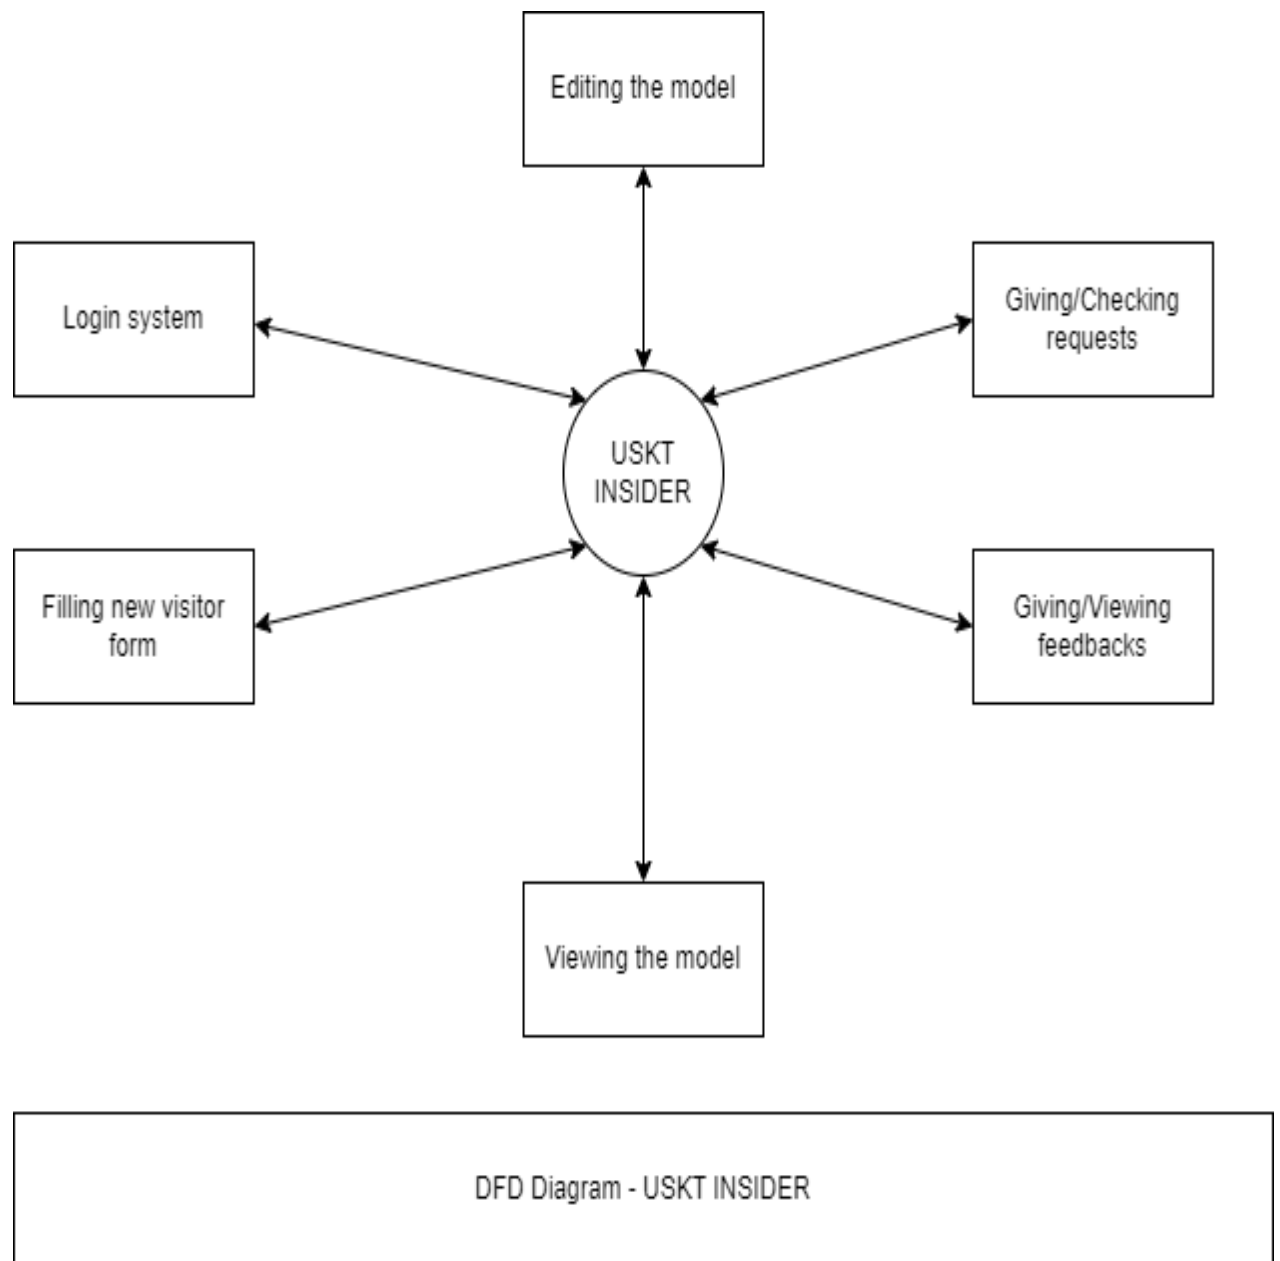 Editing the model
Login system
Giving/Checking
requests
USKT
INSIDER
Filling new visitor
form
Giving/Viewing
feedbacks
Viewing the model
DFD Diagram - USKT INSIDER